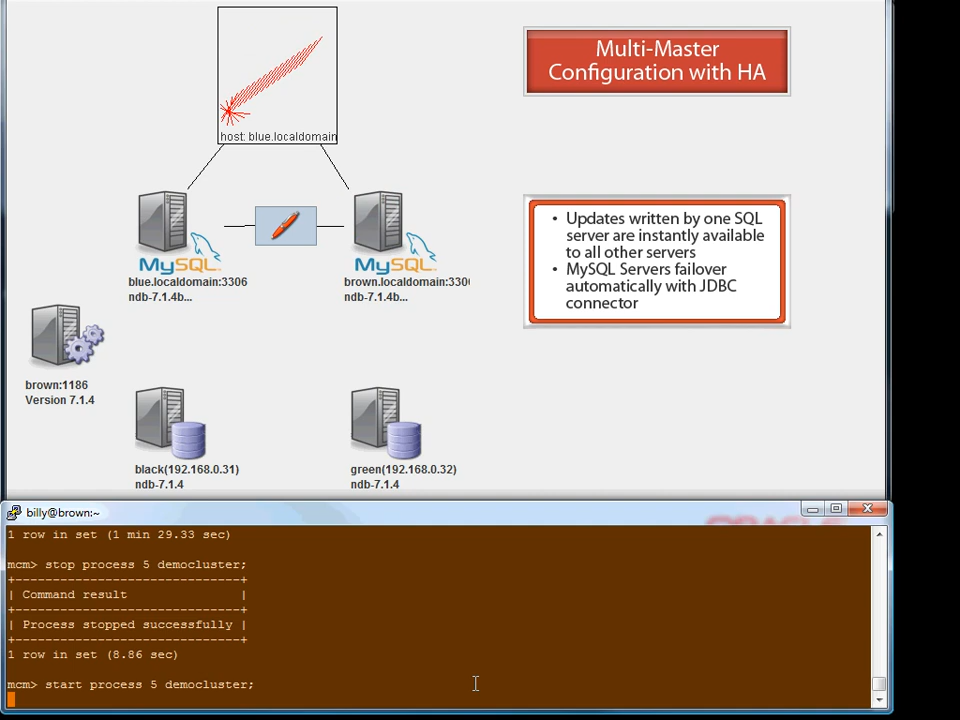 Multi-Master
Configuration with HA
host: blue.localdomain
• Updates written by one SQL
server are instantly available
to all other servers
• MySQL Servers failover
automatically with JDBC
connector
MySQL
MySQL
blue.localdomain:3306
ndb-7.1.4b...
brown.localdomain:330
ndb-7.1.4b...
brown:1186
Version 7.1.4
black(192.168.0.31)
ndb-7.1.4
green(192.168.0.32)
ndb-7.1.4
billy@brown:~
1 row in set (1 min 29.33 sec)
mcm> stop process 5 democluster;
+------------------------------+
| Command result               |
+------------------------------+
| Process stopped successfully |
+------------------------------+
1 row in set (8.86 sec)
mcm> start process 5 democluster;